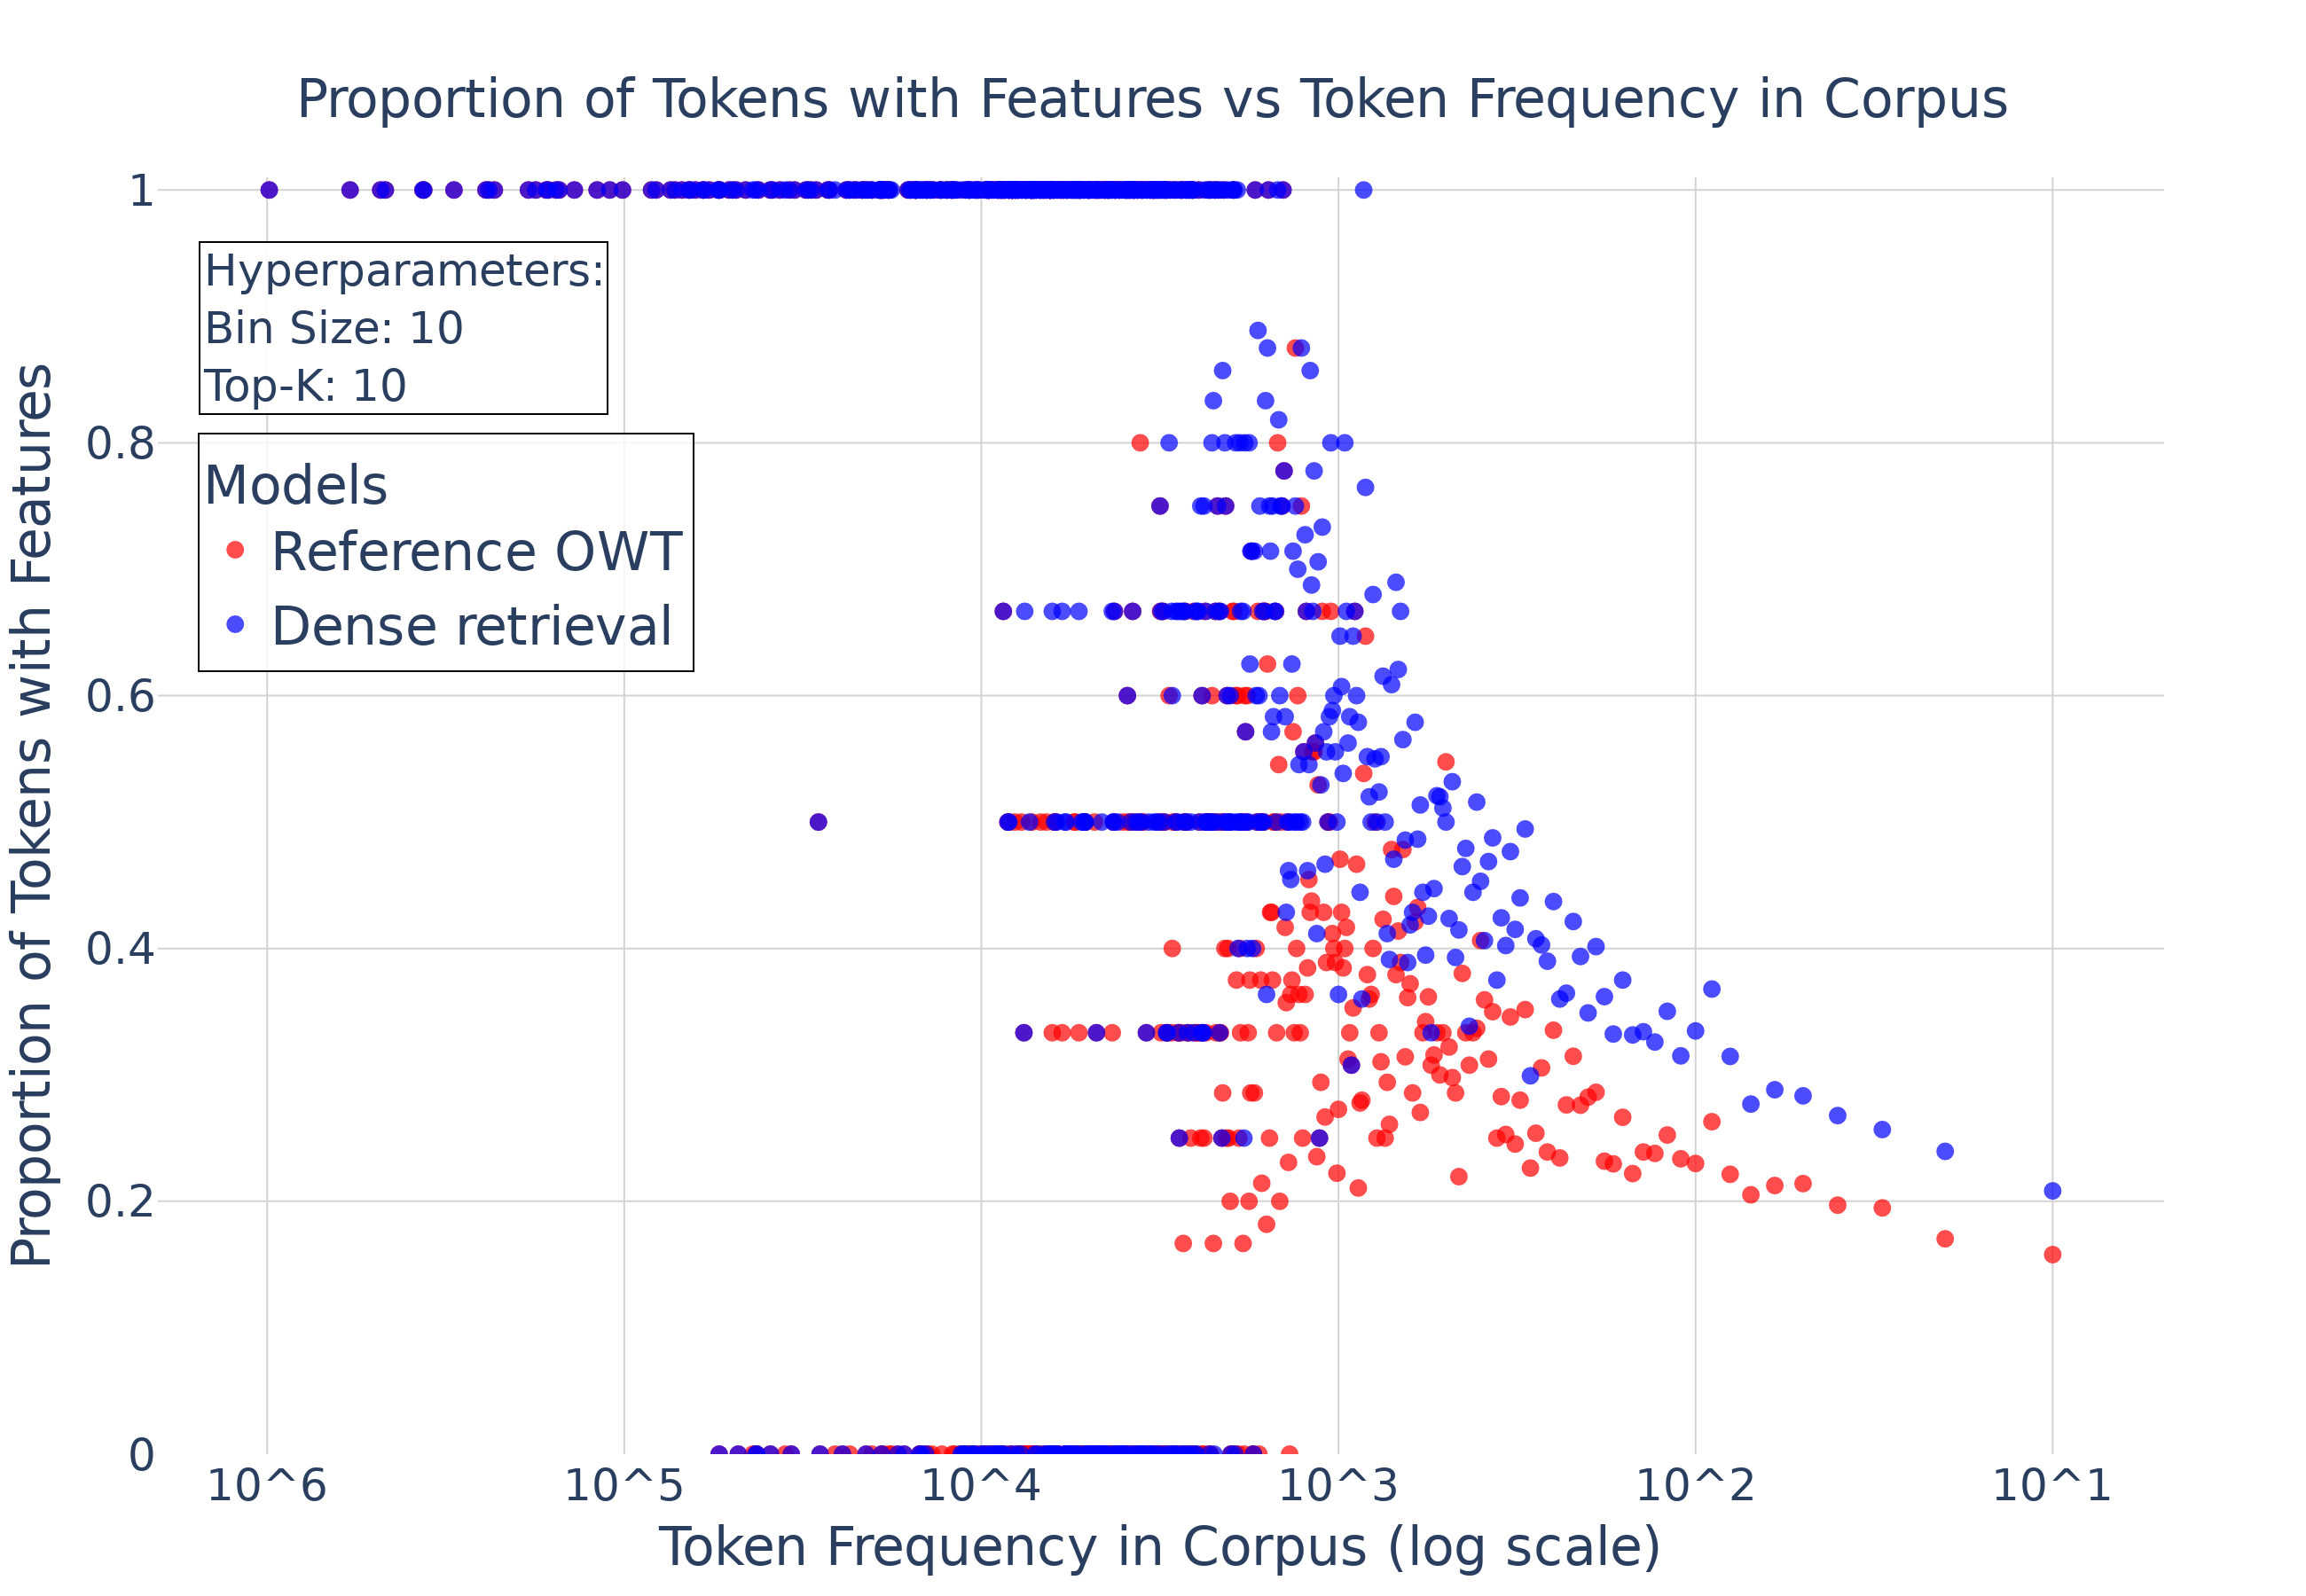 Proportion of Tokens with Features vs Token Frequency in Corpus
Proportion of Tokens with Features
1
0.8
0.6
0.4
0.2
0
Hyperparameters:
Bin Size: 10
Top-K: 10
Models
Reference OWT
Dense retrieval
10^6
10^5
10^4
10^3
10^2
10^1
Token Frequency in Corpus (log scale)